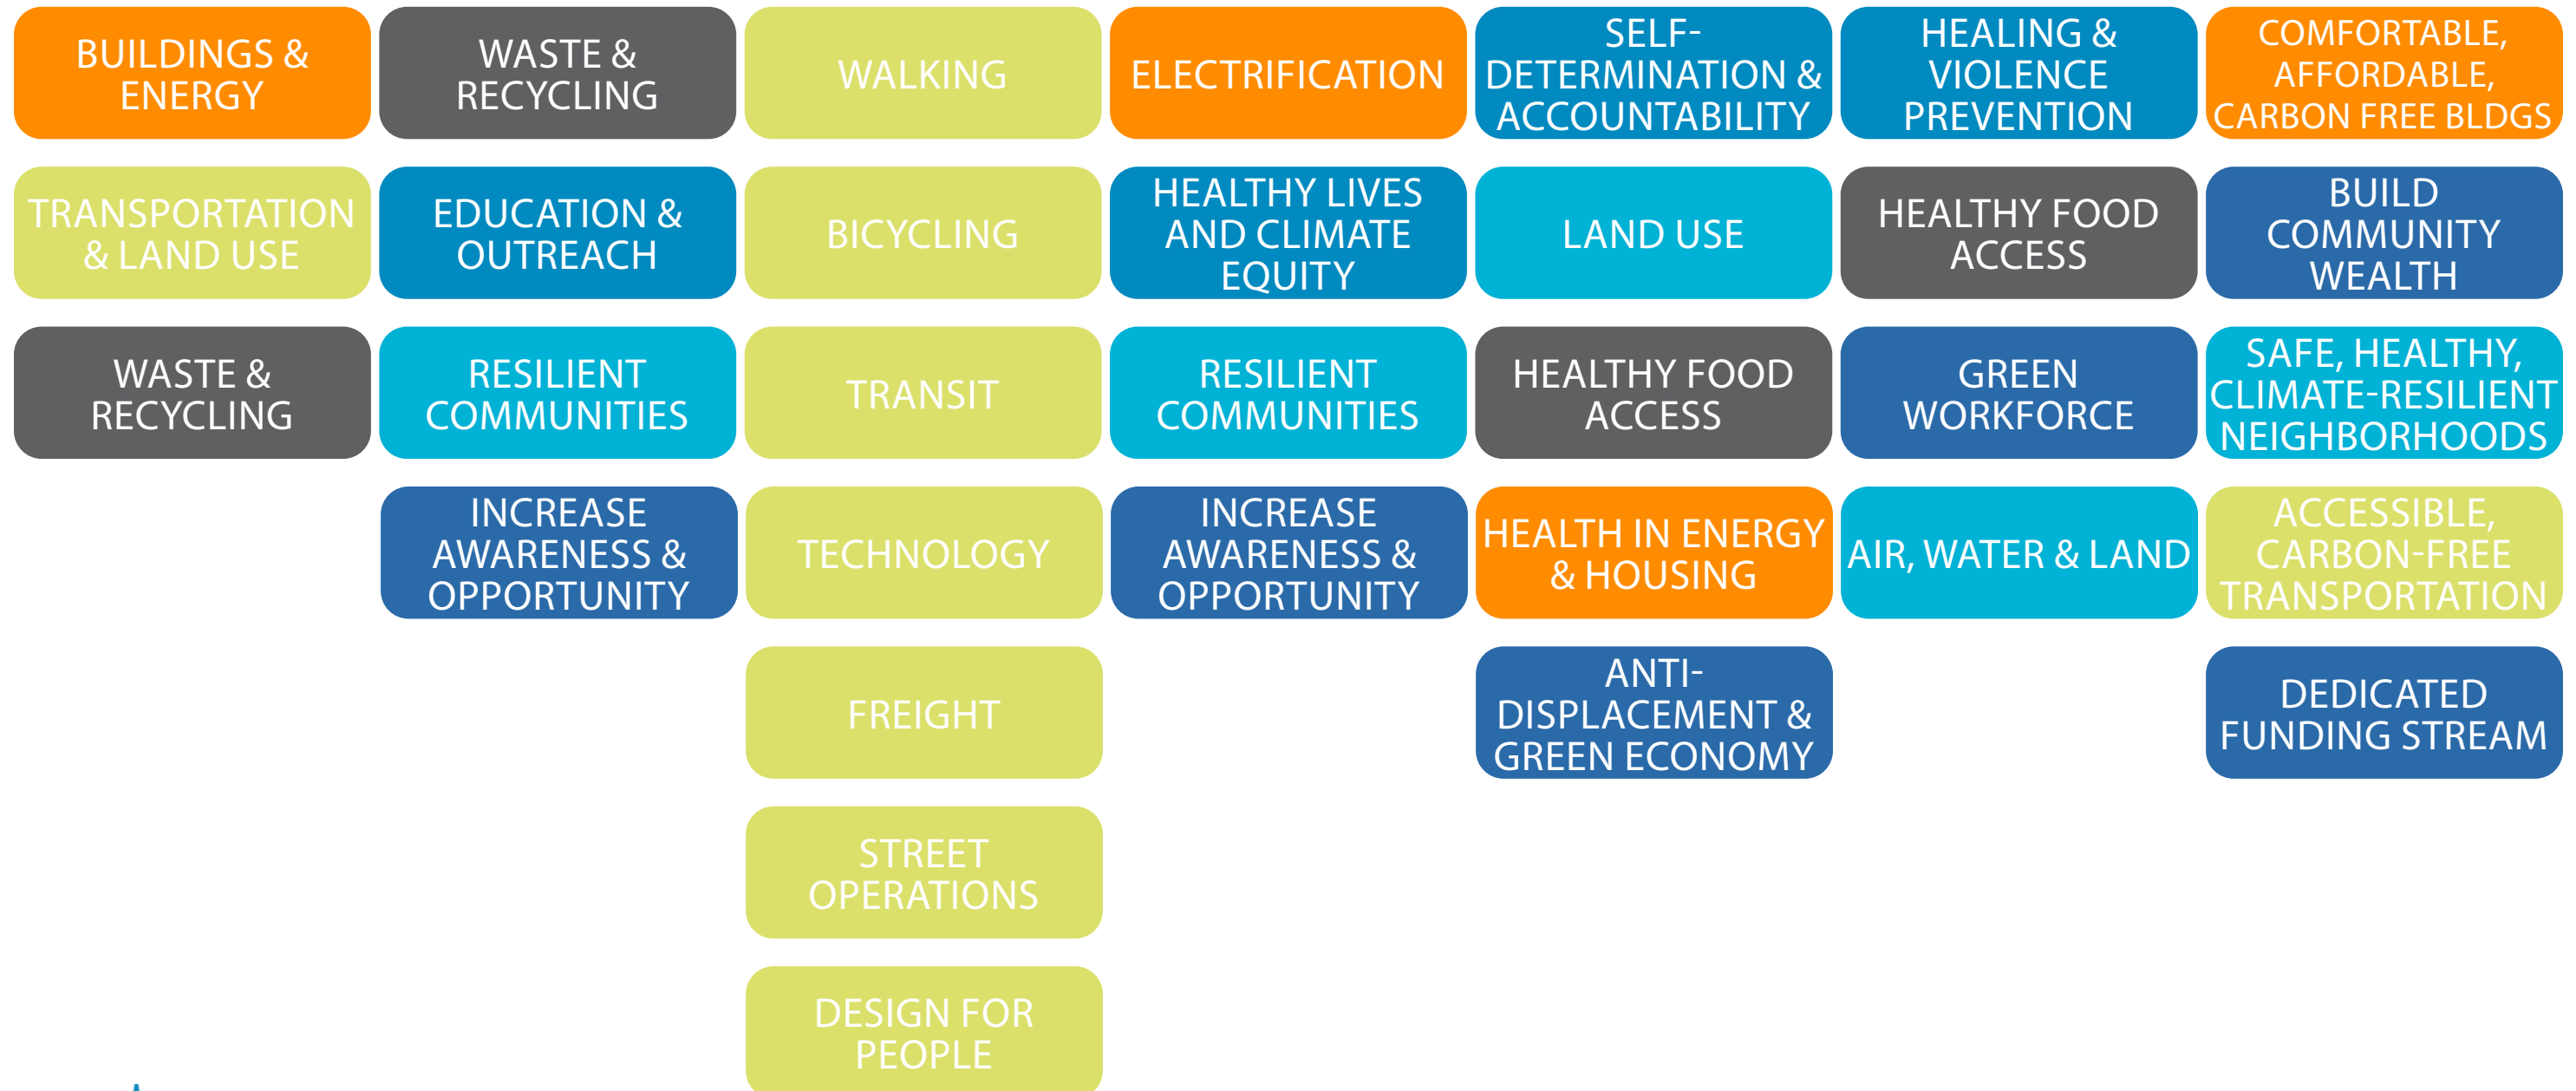 BUILDINGS &
ENERGY
WASTE &
RECYCLING
WALKING
ELECTRIFICATION
SELF-
DETERMINATION &
ACCOUNTABILITY
HEALING &
VIOLENCE
PREVENTION
COMFORTABLE,
AFFORDABLE,
CARBON FREE BLDGS
TRANSPORTATION
& LAND USE
EDUCATION &
OUTREACH
BICYCLING
HEALTHY LIVES
AND CLIMATE
EQUITY
LAND USE
HEALTHY FOOD
ACCESS
BUILD
COMMUNITY
WEALTH
WASTE &
RECYCLING
RESILIENT
COMMUNITIES
TRANSIT
RESILIENT
COMMUNITIES
HEALTHY FOOD
ACCESS
GREEN
WORKFORCE
SAFE, HEALTHY,
CLIMATE-RESILIENT
NEIGHBORHOODS
INCREASE
AWARENESS &
OPPORTUNITY
TECHNOLOGY
INCREASE
AWARENESS &
OPPORTUNITY
HEALTH IN ENERGY
& HOUSING
AIR, WATER & LAND
ACCESSIBLE,
CARBON-FREE
TRANSPORTATION
FREIGHT
ANTI-
DISPLACEMENT &
GREEN ECONOMY
DEDICATED
FUNDING STREAM
STREET
OPERATIONS
DESIGN FOR
PEOPLE